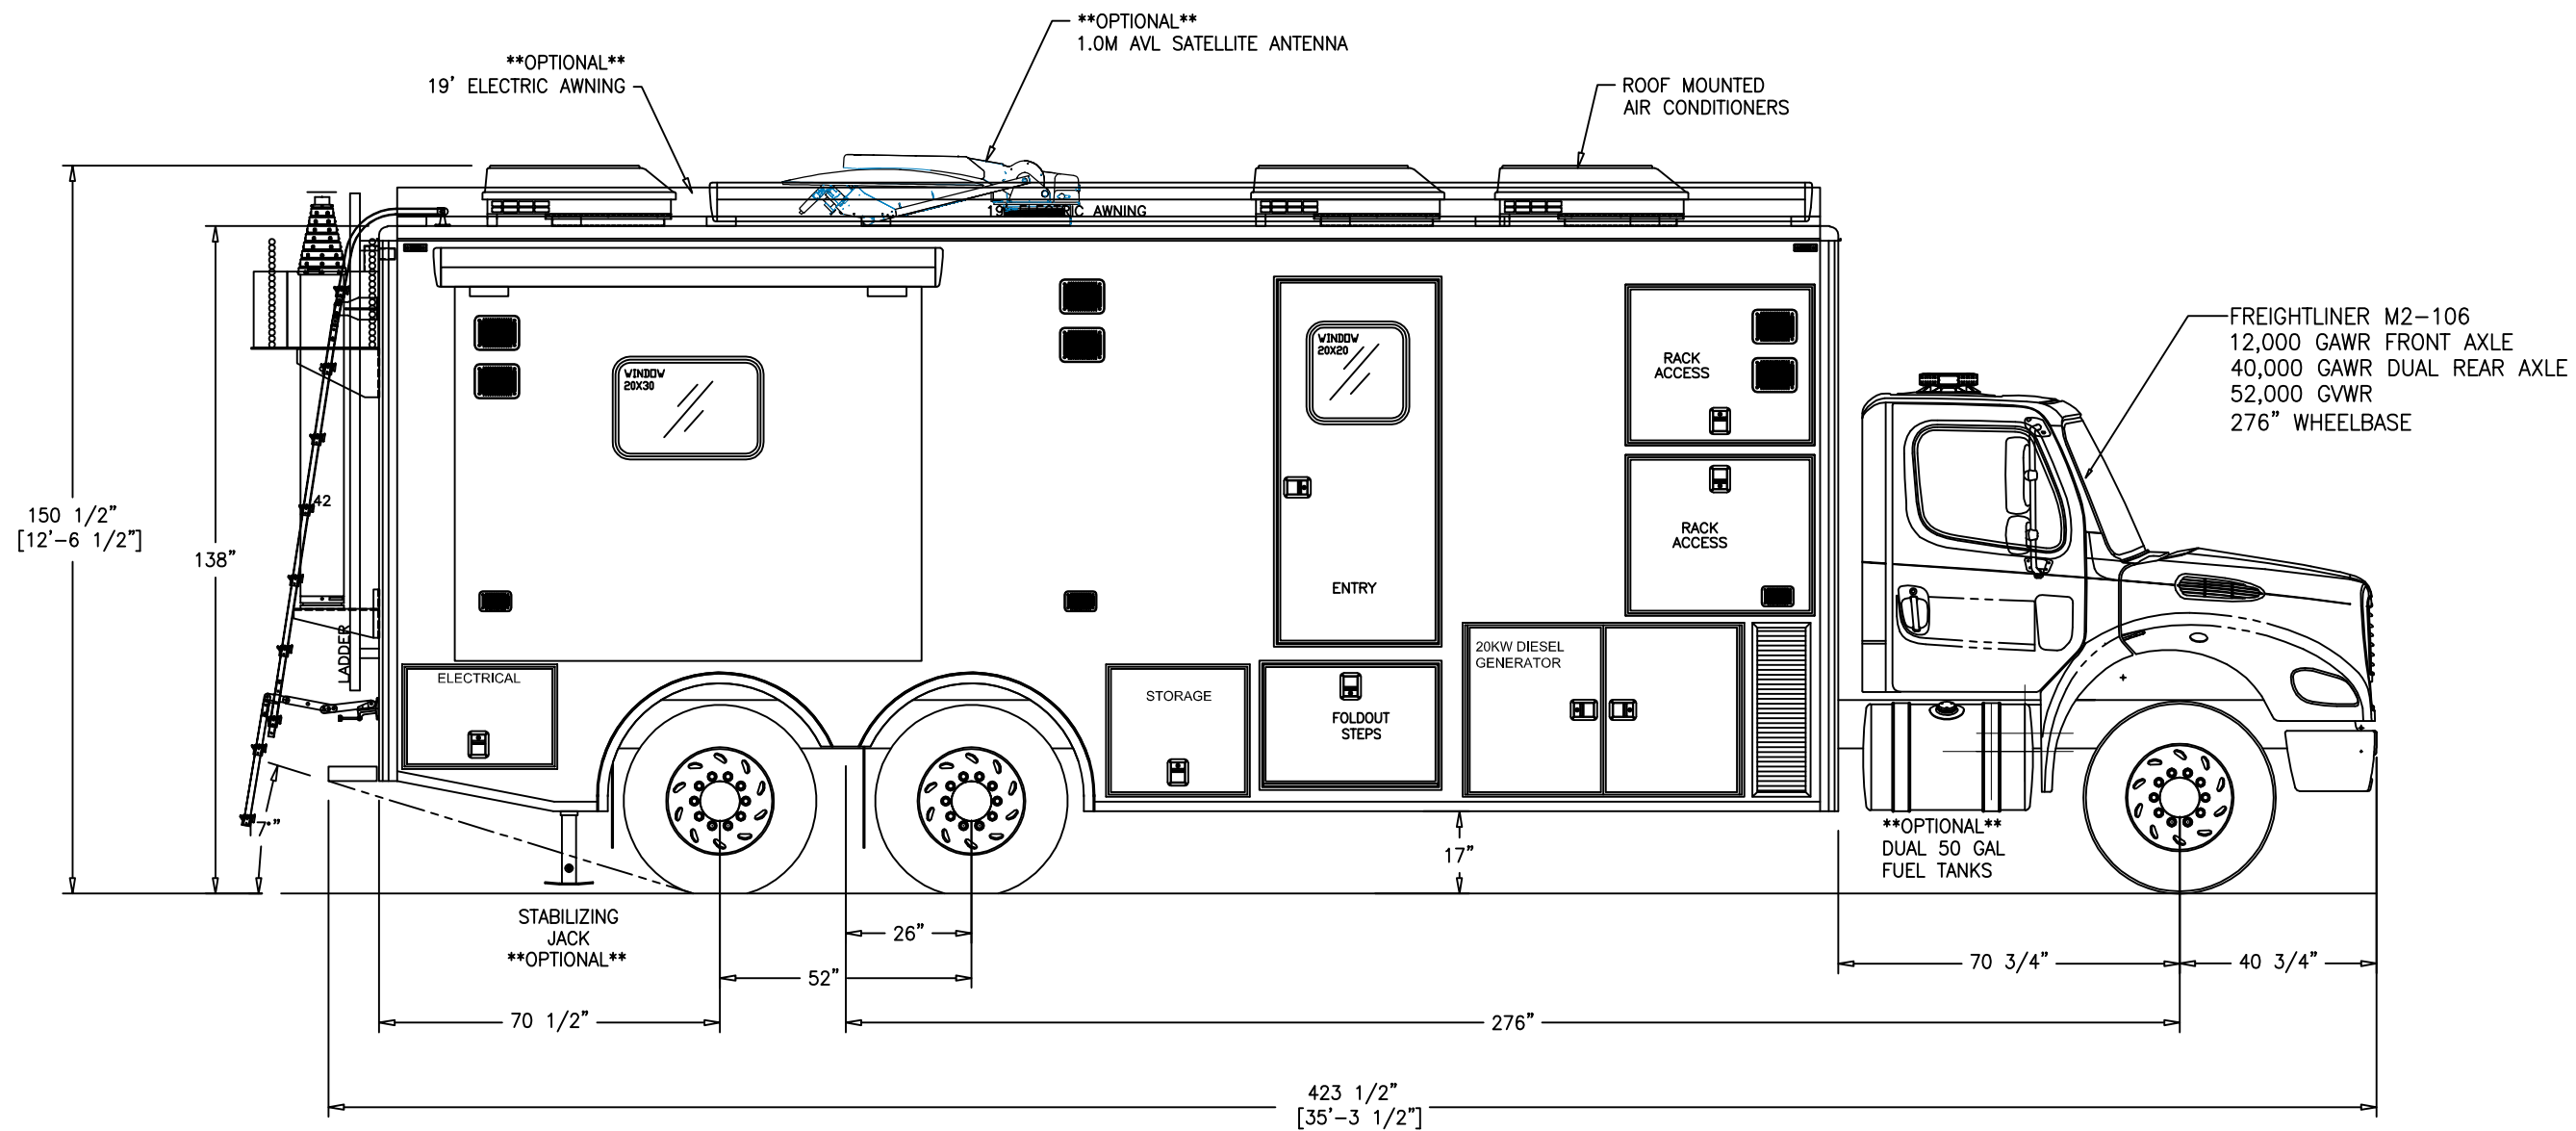 **OPTIONAL**
1.0M AVL SATELLITE ANTENNA
**OPTIONAL**
19' ELECTRIC AWNING
ROOF MOUNTED
AIR CONDITIONERS
AWNING
FREIGHTLINER M2-106
12,000 GAWR FRONT AXLE
40,000 GAWR DUAL REAR AXLE
52,000 GVWR
276" WHEELBASE
WINDOW
20X30
WINDOW
20X20
RACK
ACCESS
RACK
ACCESS
42
150 1/2"
[12'-6 1/2"]
138"
ENTRY
LADDER
ELECTRICAL
STORAGE
FOLDOUT
STEPS
20KW DIESEL
GENERATOR
17"
**OPTIONAL**
DUAL 50 GAL
FUEL TANKS
STABILIZING
JACK
**OPTIONAL**
26"
52"
70 3/4"
40 3/4"
70 1/2"
276"
423 1/2"
[35'-3 1/2"]